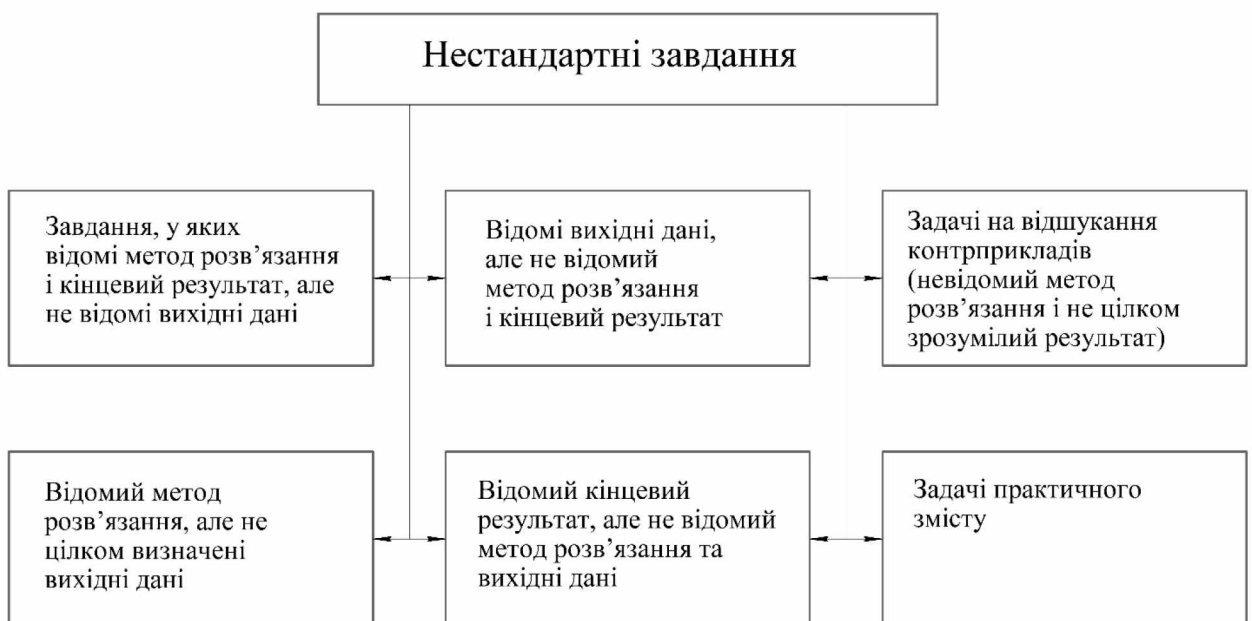 Нестандартні завдання
Завдання, у яких
відомі метод розв’язання
і кінцевий результат, але
не відомі вихідні дані
Відомі вихідні дані,
але не відомий
метод розв’язання
і кінцевий результат
Задачі на відшукання
контрприкладів
(невідомий метод
розв’язання і не цілком
зрозумілий результат)
Відомий метод
розв’язання, але не
цілком визначені
вихідні дані
Відомий кінцевий
результат, але не відомий
метод розв’язання та
вихідні дані
Задачі практичного
змісту